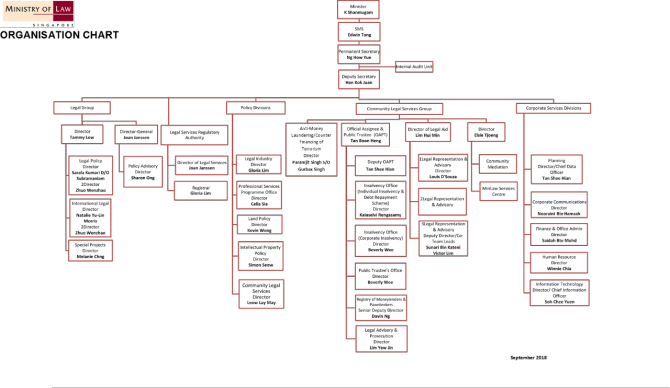 MINISTRY OF LAW
SINGAPORE
ORGANISATION CHART
Minister
K Shanmugam
SMS
Edwin Tong
Permanent Secretary
Ng How Yue
Internal Audit Unit
Deputy Secretary
Han Kok Juan
Legal Group
Director
Tammy Low
Legal Policy
Director
Sarala Kumari D/O
Subramaniam
2Director
Zhuo Wenzhao
International Legal
Director
Natalie Yu-Lin
Morris
2Director
Zhuo Wenzhao
Special Projects
Director
Melanie Chng
Director-General
Joan Janssen
Policy Advisory
Director
Sharon Ong
Legal Services Regulatory
Authority
Director of Legal Services
Joan Janssen
Registrar
Gloria Lim
Policy Divisions
Legal Industry
Director
Gloria Lim
Professional Services
Programme Office
Director
Celia Sia
Land Policy
Director
Kevin Wong
Intellectual Property
Policy
Director
Simon Seow
Community Legal
Services
Director
Loow Lay May
Community Legal Services Group
Anti-Money
Laundering/Counter
Financing of
Terrorism
Director
Paramjit Singh S/O
Gurbax Singh
Official Assignee &
Public Trustee (OAPT)
Tan Boon Heng
Deputy OAPT
Tan Shoo Hian
Insolvency Office
(Individual Insolvency &
Debt Repayment
Scheme)
Director
Kalaselvi Rengasamy
Insolvency Office
(Corporate Insolvency)
Director
Beverly Wee
Public Trustee's Office
Director
Beverly Wee
Registry of Moneylenders &
Pawnbrokers
Senior Deputy Director
Davin Ng
Legal Advisory &
Prosecution
Director
Lim Yew Jin
Director of Legal Aid
Lim Hui Min
1Legal Representation &
Advisory
Director
Louis D'Souza
2Legal Representation
& Advisory
3Legal Representation
& Advisory
Deputy Director/Co
Team Leads
Sunari Bin Kateni
Victor Lim
Director
Elsie Tjoeng
Community
Mediation
MinLaw Services
Centre
Corporate Services Divisions
Planning
Director/Chief Data
Officer
Tan Shoo Hian
Corporate Communications
Director
Nooraini Bte Hamzah
Finance & Office Admin
Director
Saidah Bte Mohd
Human Resource
Director
Winnie Chia
Information Technology
Director/ Chief Information
Officer
Soh Choo Yuen
September 2018